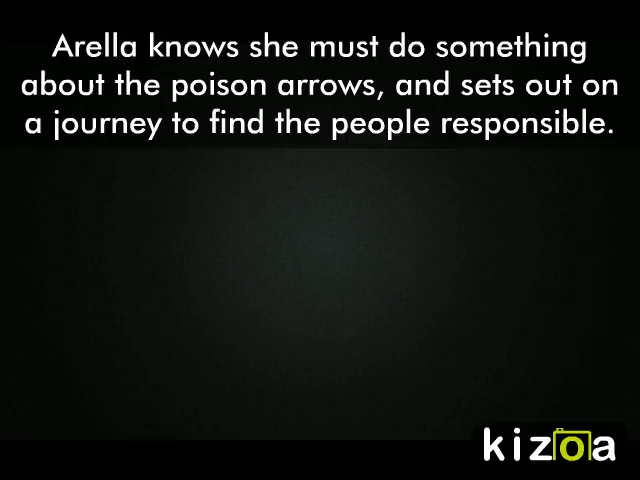 Arella knows she must do something
about the poison arrows, and sets out on
a journey to find the people responsible.
kizoa